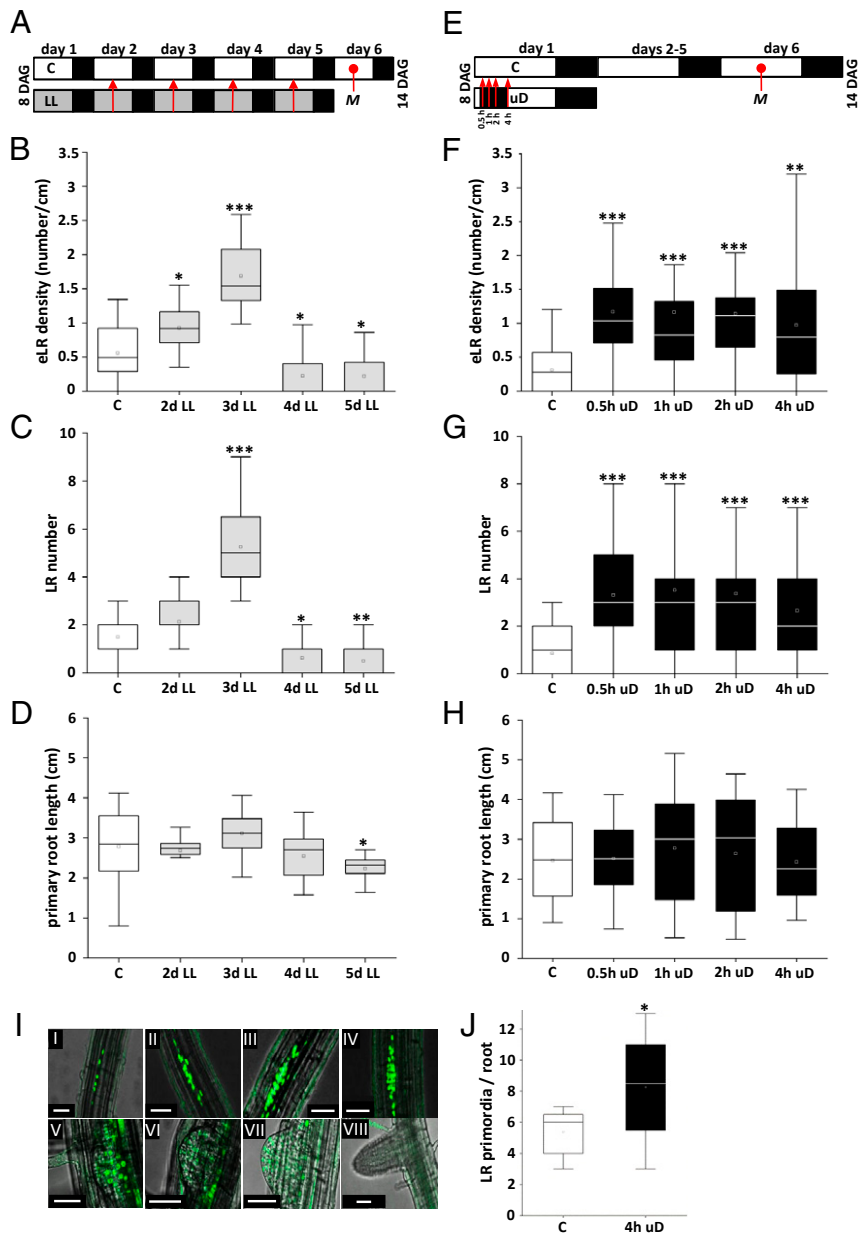 A
day 1 day 2 day 3 day 4 day 5 day 6
8 DAG
C
LL
M
14 DAG
B
eLR density (number/cm)
3.5
3
2.5
2
1.5
1
0.5
0
*
***
*
*
C 2d LL 3d LL 4d LL 5d LL
C
LR number
10
8
6
4
2
0
***
*
**
C 2d LL 3d LL 4d LL 5d LL
D
primary root length (cm)
6
5
4
3
2
1
0
*
C 2d LL 3d LL 4d LL 5d LL
E
day 1 days 2-5 day 6
8 DAG
C
uD
0.5 h
1 h
2 h
4 h
M
14 DAG
F
eLR density (number/cm)
3.5
3
2.5
2
1.5
1
0.5
0
***
***
***
**
C 0.5h uD 1h uD 2h uD 4h uD
G
LR number
10
8
6
4
2
0
***
***
***
***
C 0.5h uD 1h uD 2h uD 4h uD
H
primary root length (cm)
6
5
4
3
2
1
0
C 0.5h uD 1h uD 2h uD 4h uD
I
I II III IV
V VI VII VIII
J
LR primordia / root
12
10
8
6
4
2
0
*
C 4h uD